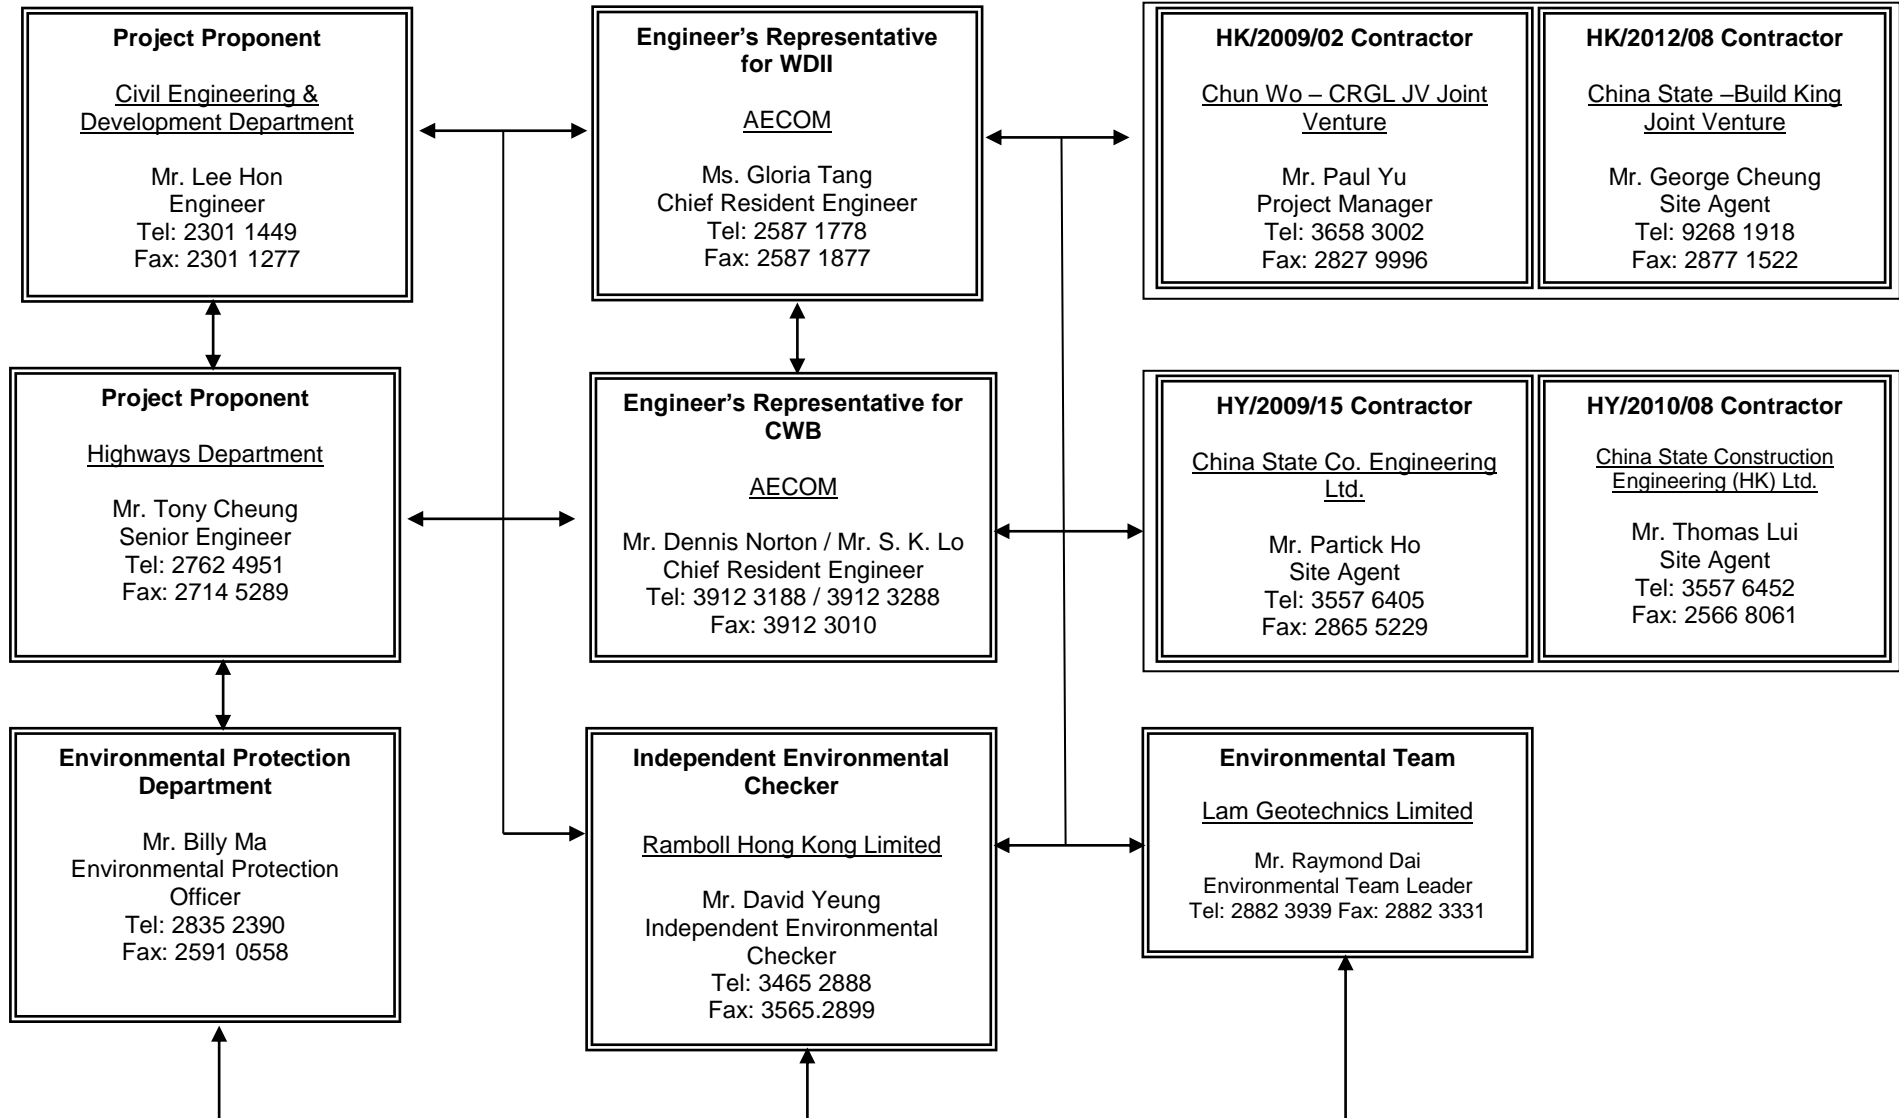 Project Proponent
Civil Engineering &
Development Department
Mr. Lee Hon
Engineer
Tel: 2301 1449
Fax: 2301 1277
Engineer’s Representative
for WDII
AECOM
Ms. Gloria Tang
Chief Resident Engineer
Tel: 2587 1778
Fax: 2587 1877
HK/2009/02 Contractor
Chun Wo – CRGL JV Joint
Venture
Mr. Paul Yu
Project Manager
Tel: 3658 3002
Fax: 2827 9996
HK/2012/08 Contractor
China State –Build King
Joint Venture
Mr. George Cheung
Site Agent
Tel: 9268 1918
Fax: 2877 1522
Project Proponent
Highways Department
Mr. Tony Cheung
Senior Engineer
Tel: 2762 4951
Fax: 2714 5289
Engineer’s Representative for
CWB
AECOM
Mr. Dennis Norton / Mr. S. K. Lo
Chief Resident Engineer
Tel: 3912 3188 / 3912 3288
Fax: 3912 3010
HY/2009/15 Contractor
China State Co. Engineering
Ltd.
Mr. Partick Ho
Site Agent
Tel: 3557 6405
Fax: 2865 5229
HY/2010/08 Contractor
China State Construction
Engineering (HK) Ltd.
Mr. Thomas Lui
Site Agent
Tel: 3557 6452
Fax: 2566 8061
Environmental Protection
Department
Mr. Billy Ma
Environmental Protection
Officer
Tel: 2835 2390
Fax: 2591 0558
Independent Environmental
Checker
Ramboll Hong Kong Limited
Mr. David Yeung
Independent Environmental
Checker
Tel: 3465 2888
Fax: 3565.2899
Environmental Team
Lam Geotechnics Limited
Mr. Raymond Dai
Environmental Team Leader
Tel: 2882 3939 Fax: 2882 3331